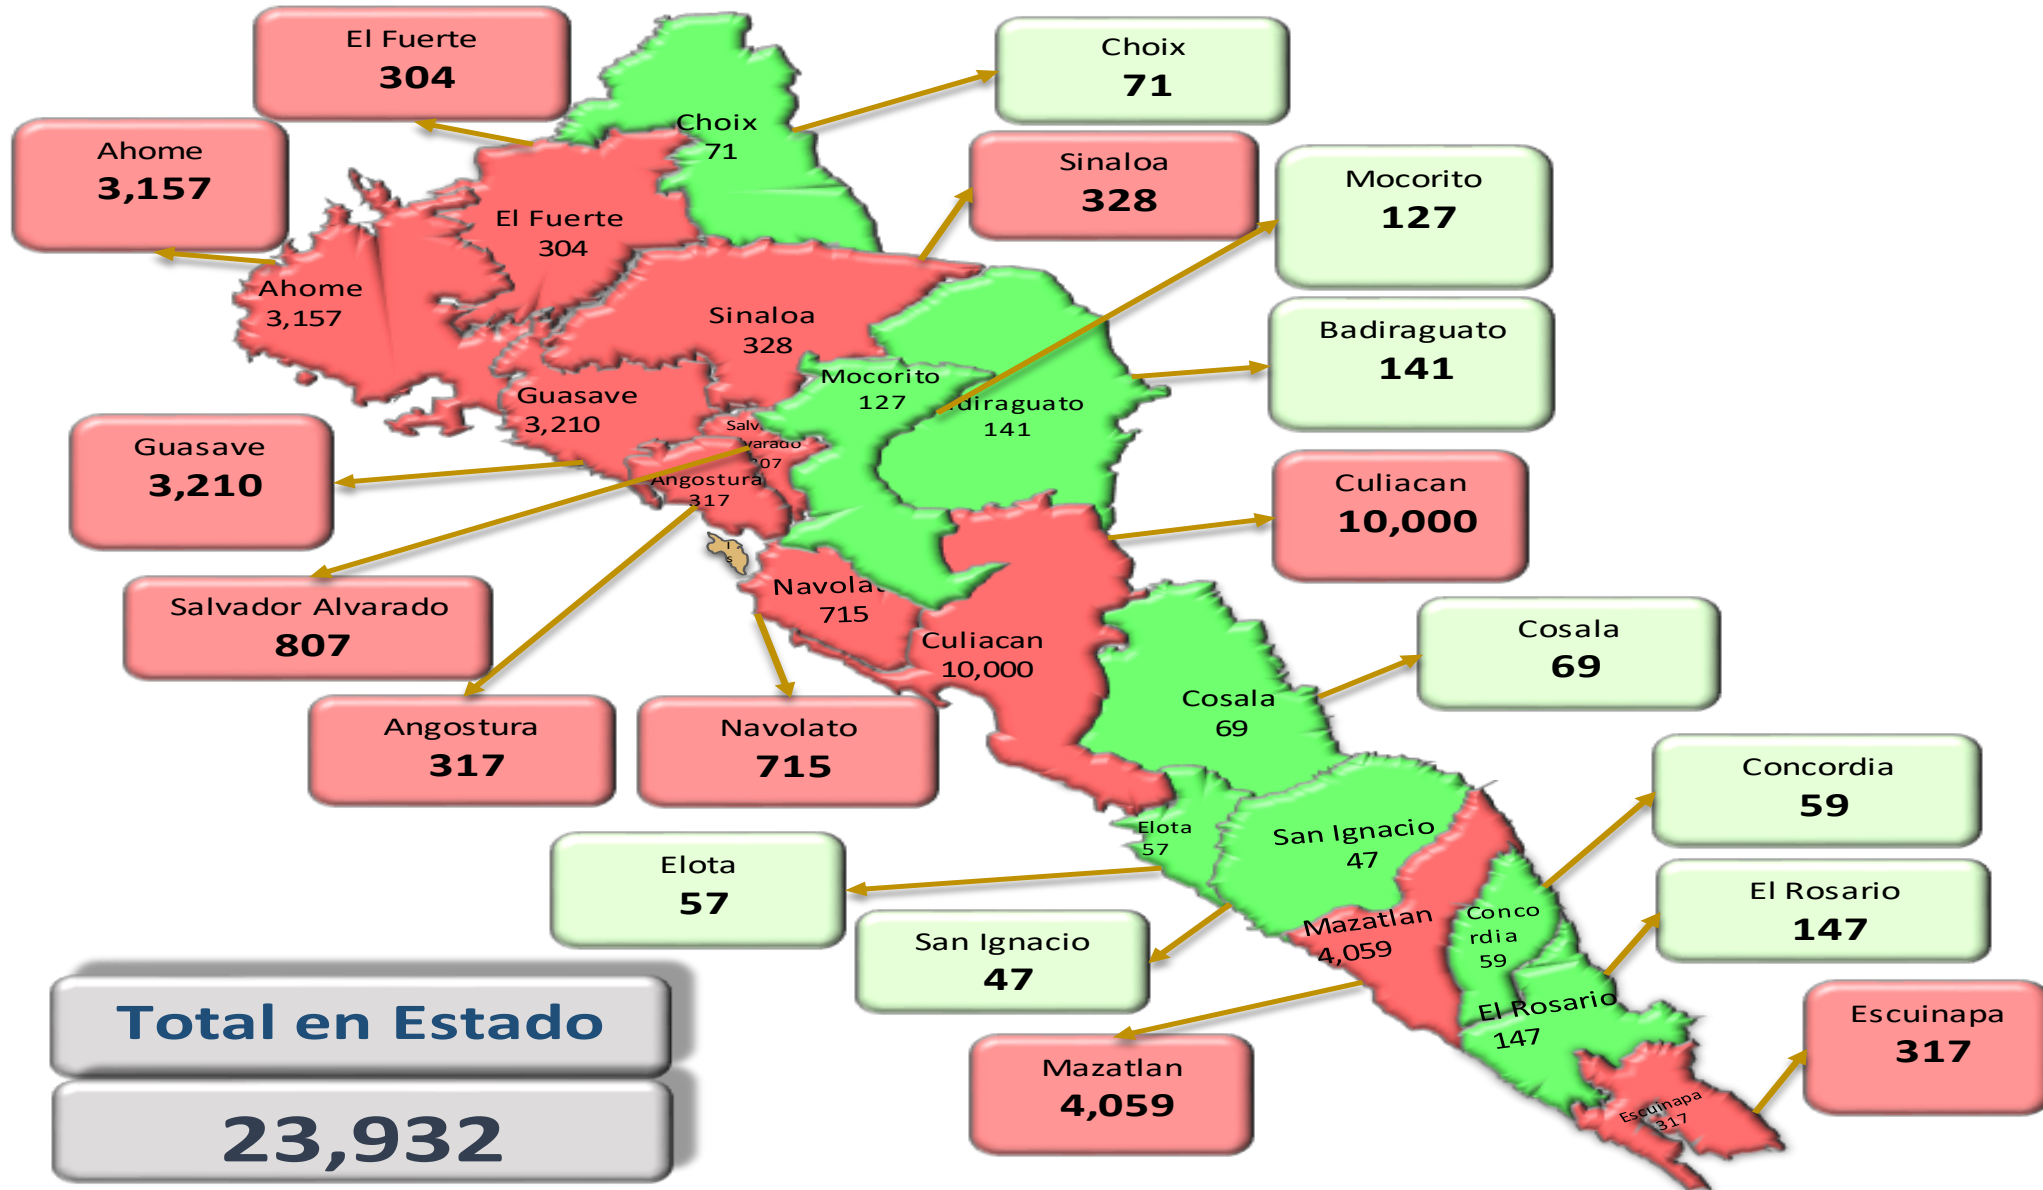 El Fuerte
304
Choix
71
Ahome
3,157
Sinaloa
328
Mocorito
127
Badiraguato
141
Guasave
3,210
Culiacan
10,000
Salvador Alvarado
807
Cosala
69
Angostura
317
Navolato
715
Concordia
59
Elota
57
El Rosario
147
San Ignacio
47
Escuinapa
317
Mazatlan
4,059
Choix
71
El Fuerte
304
Ahome
3,157
Sinaloa
328
Mocorito
127
diraguato
141
Guasave
3,210
Salv
varado
07
Angostura
317
Navolat
715
Culiacan
10,000
Cosala
69
Elota
57
San Ignacio
47
Mazatlan
4,059
Conco
rdia
59
El Rosario
147
Escuinapa
317
Total en Estado
23,932